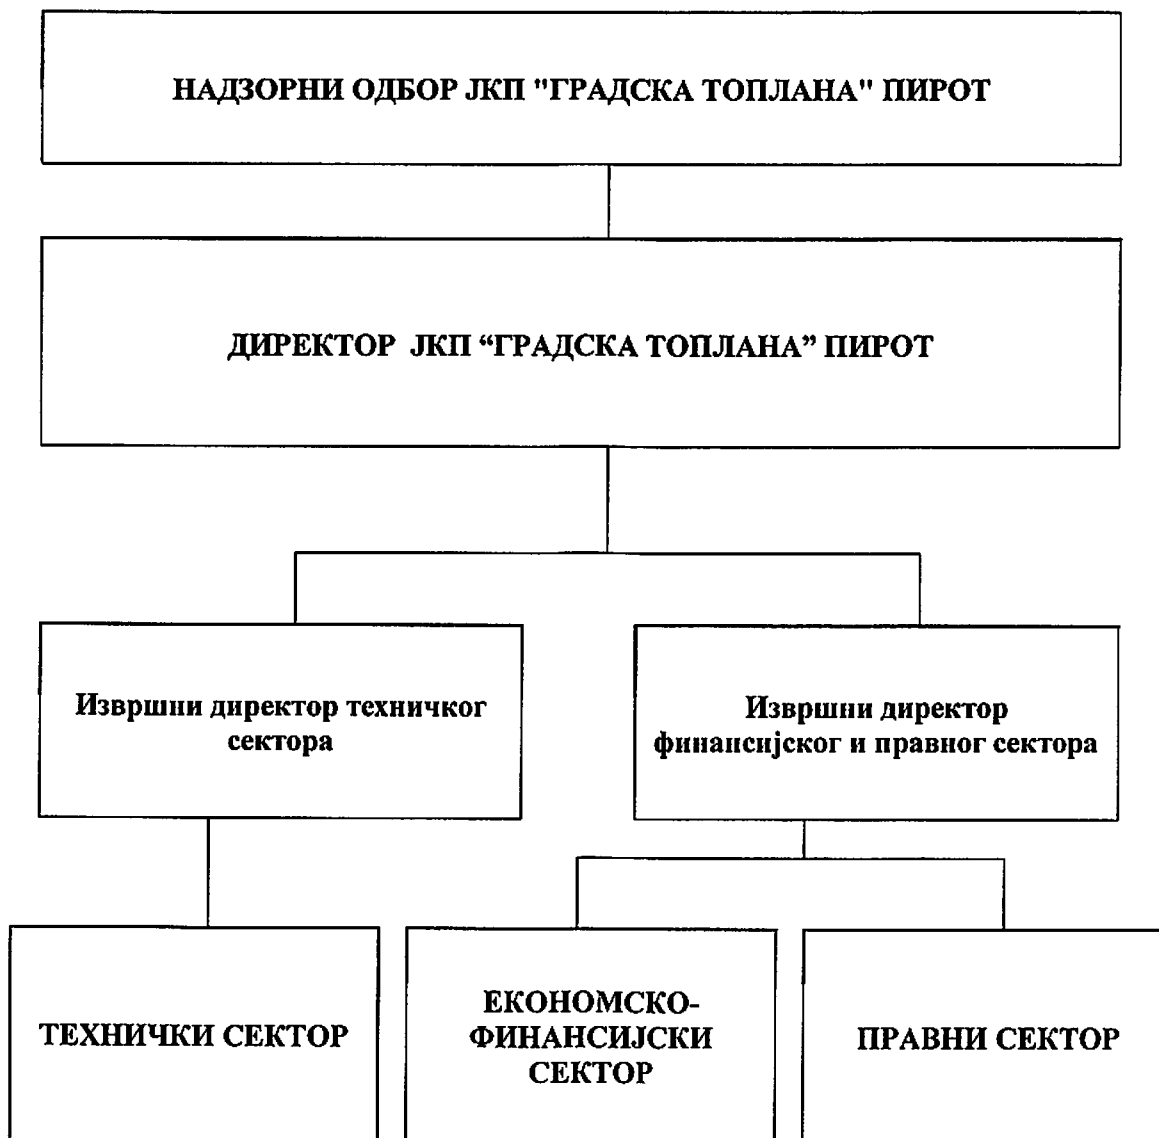 НАДЗОРНИ ОДБОР ЈКП "ГРАДСКА ТОПЛАНА" ПИРОТ
ДИРЕКТОР ЈКП “ГРАДСКА ТОПЛАНА” ПИРОТ
Извршни директор техничког
сектора
Извршни директор
финансијског и правног сектора
ТЕХНИЧКИ СЕКТОР
ЕКОНОМСКО-
ФИНАНСИЈСКИ
СЕКТОР
ПРАВНИ СЕКТОР